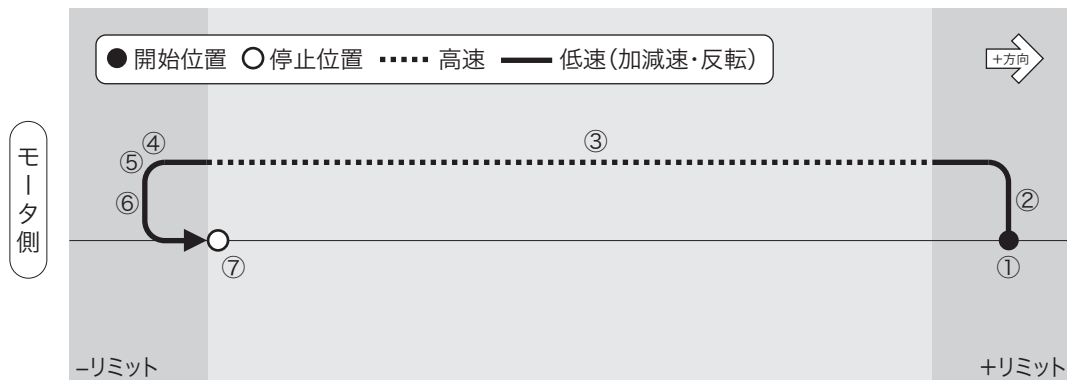 ●開始位置 ○停止位置 ••••• 高速 ━━ 低速(加減速・反転)
+方向
モータ側
④
③
⑤
⑥
②
⑦
①
−リミット
+リミット